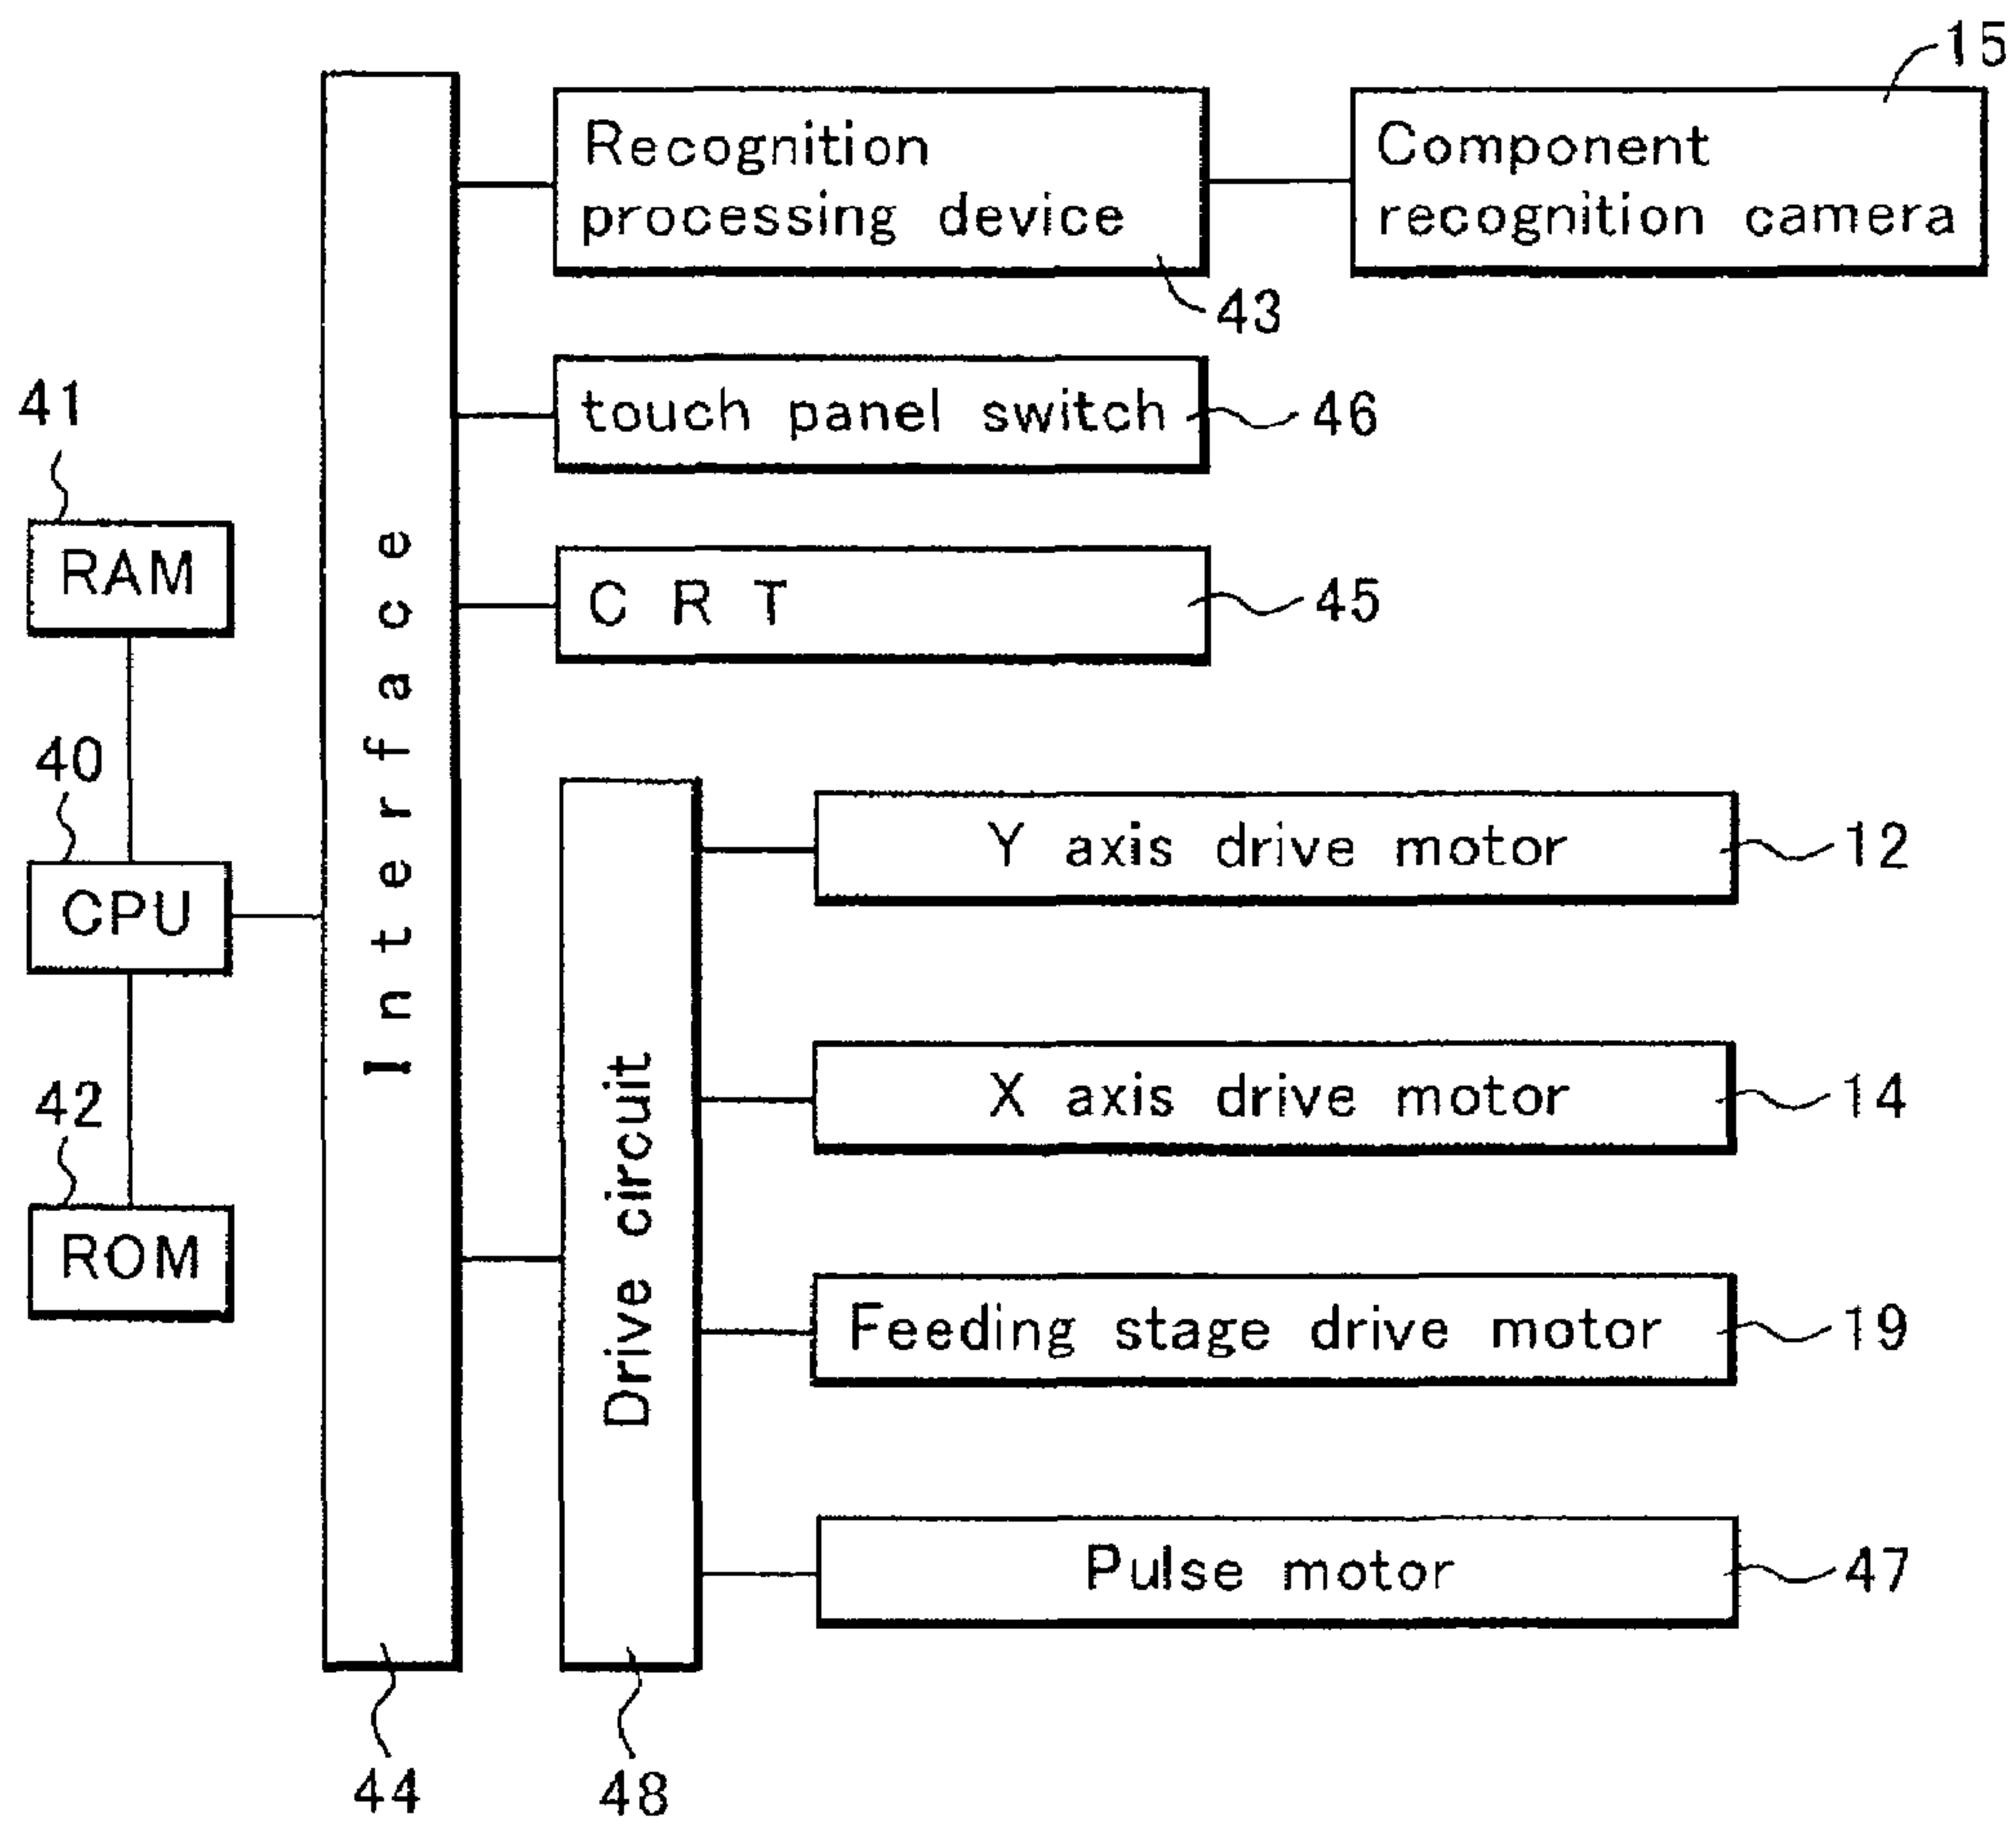 15
Recognition
processing device
43
Component
recognition camera
touch panel switch
46
41
RAM
C R T
45
Interface
40
CPU
Y axis drive motor
12
42
ROM
Drive circuit
X axis drive motor
14
Feeding stage drive motor
19
Pulse motor
47
44
48